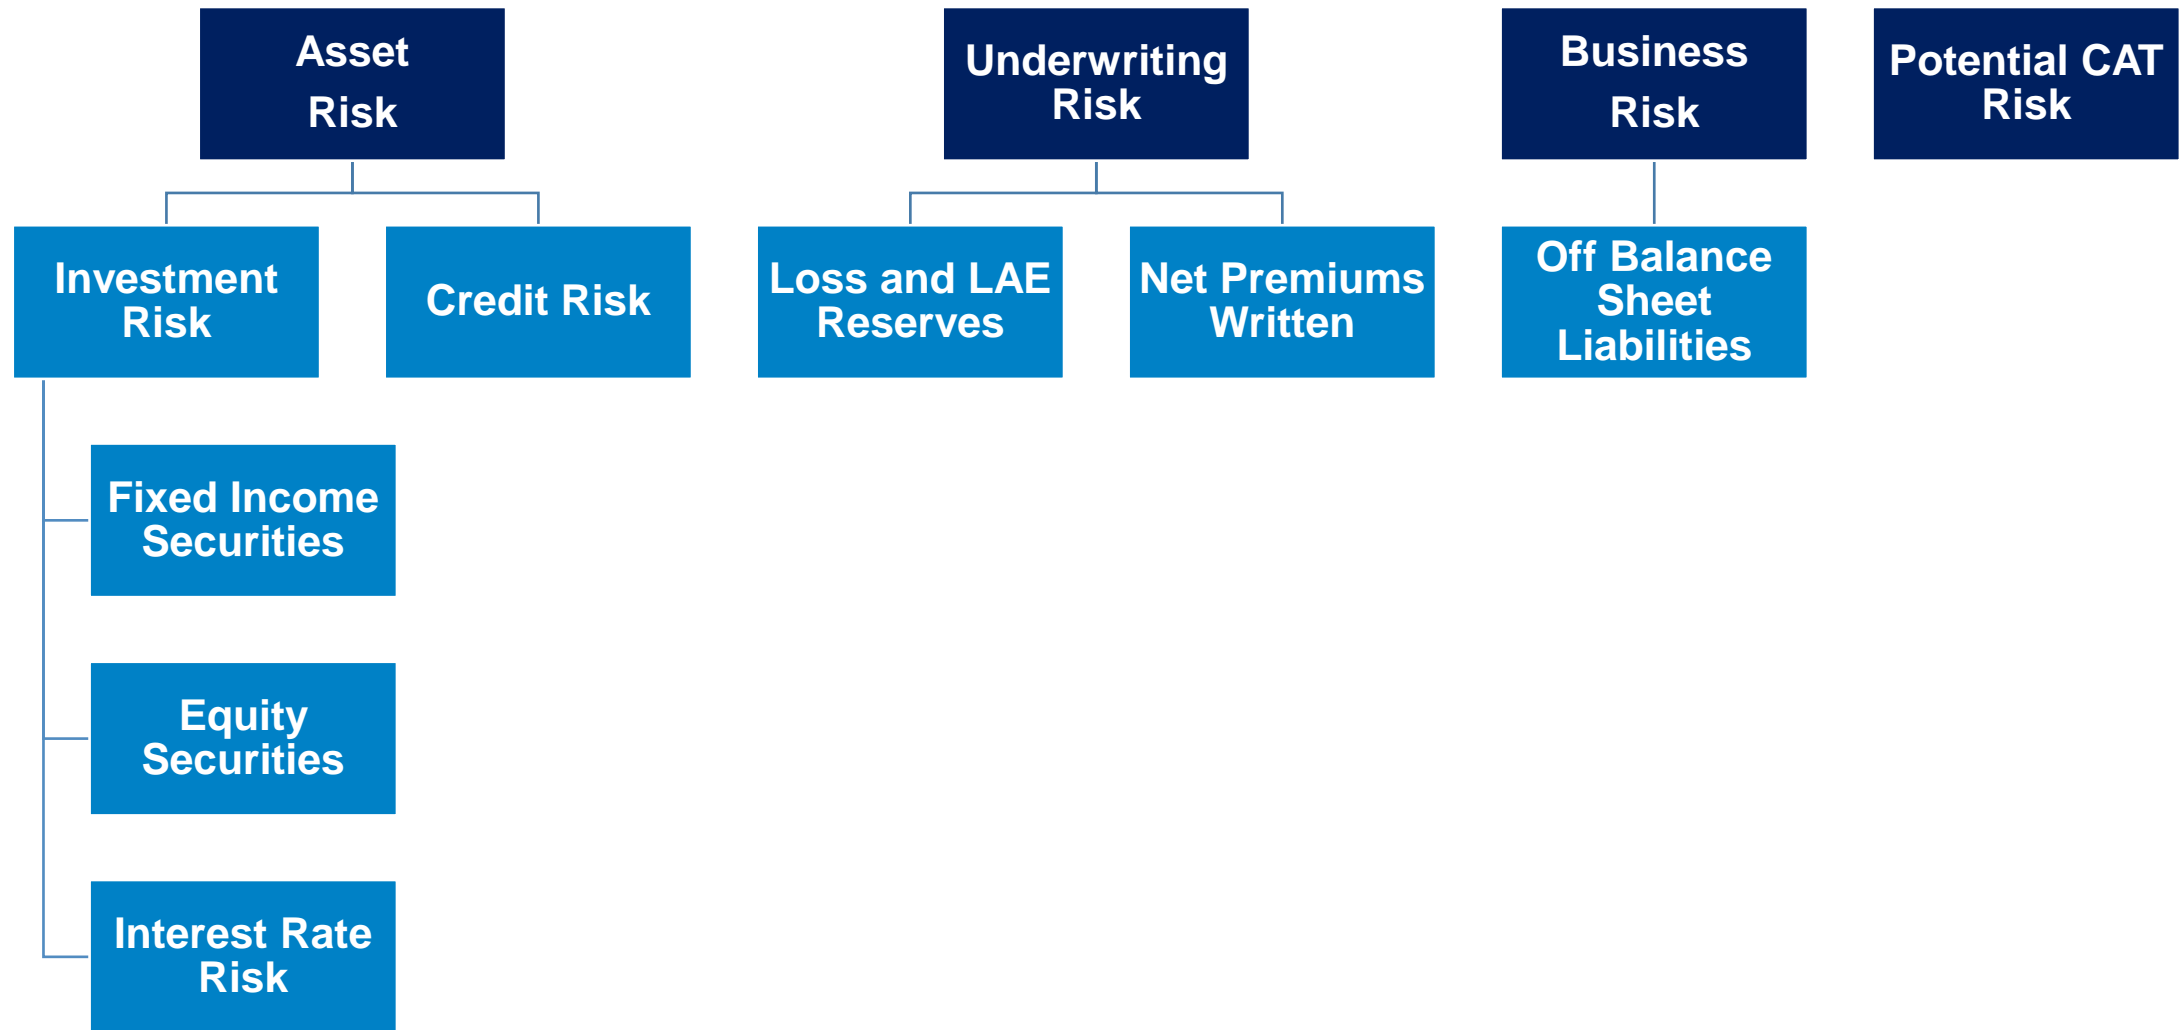 Asset
Risk
Underwriting
Risk
Business
Risk
Potential CAT
Risk
Investment
Risk
Credit Risk
Loss and LAE
Reserves
Net Premiums
Written
Off Balance
Sheet
Liabilities
Fixed Income
Securities
Equity
Securities
Interest Rate
Risk